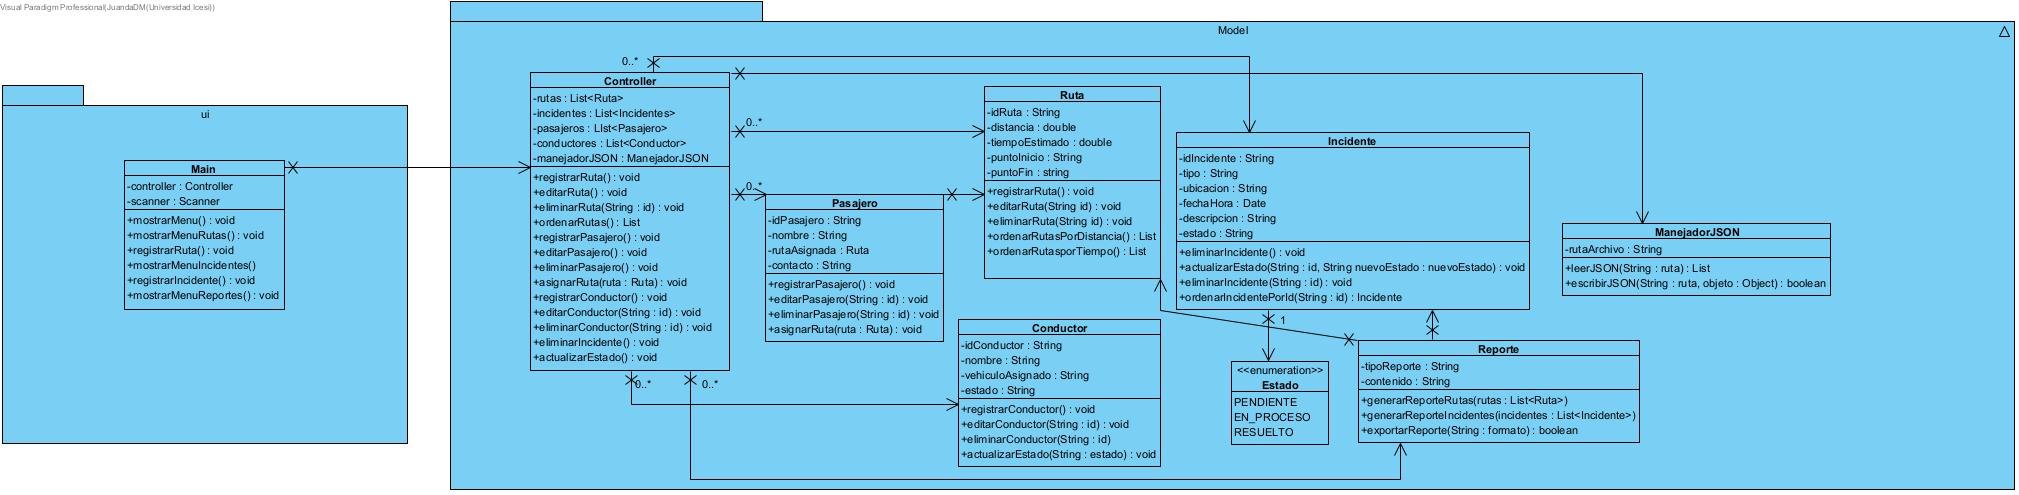 Visual Paradigm Professional(JuandaDM(Universidad Icesi))
ui
Main
-controller : Controller
-scanner : Scanner
+mostrarMenu() : void
+mostrarMenuRutas() : void
+registrarRuta() : void
+mostrarMenuIncidentes()
+registrarIncidente() : void
+mostrarMenuReportes() : void
Model
0..*
Controller
-rutas : List<Ruta>
-incidentes : List<Incidentes>
-pasajeros : LIst<Pasajero>
-conductores : List<Conductor>
-manejadorJSON : ManejadorJSON
+registrarRuta() : void
+editarRuta() : void
+eliminarRuta(String : id) : void
+ordenarRutas() : List
+registrarPasajero() : void
+editarPasajero() : void
+eliminarPasajero() : void
+asignarRuta(ruta : Ruta) : void
+registrarConductor() : void
+editarConductor(String : id) : void
+eliminarConductor(String : id) : void
+eliminarIncidente() : void
+actualizarEstado() : void
0..*
0..*
0..*
0..*
Pasajero
-idPasajero : String
-nombre : String
-rutaAsignada : Ruta
-contacto : String
+registrarPasajero() : void
+editarPasajero(String : id) : void
+eliminarPasajero(String : id) : void
+asignarRuta(ruta : Ruta) : void
Ruta
-idRuta : String
-distancia : double
-tiempoEstimado : double
-puntoInicio : String
-puntoFin : string
+registrarRuta() : void
+editarRuta(String id) : void
+eliminarRuta(String id) : void
+ordenarRutasPorDistancia() : List
+ordenarRutasporTiempo() : List
Conductor
-idConductor : String
-nombre : String
-vehiculoAsignado : String
-estado : String
+registrarConductor() : void
+editarConductor(String : id) : void
+eliminarConductor(String : id)
+actualizarEstado(String : estado) : void
Incidente
-idIncidente : String
-tipo : String
-ubicacion : String
-fechaHora : Date
-descripcion : String
-estado : String
+eliminarIncidente() : void
+actualizarEstado(String : id, String nuevoEstado : nuevoEstado) : void
+eliminarIncidente(String : id) : void
+ordenarIncidentePorId(String : id) : Incidente
1
<<enumeration>>
Estado
PENDIENTE
EN_PROCESO
RESUELTO
Reporte
-tipoReporte : String
-contenido : String
+generarReporteRutas(rutas : List<Ruta>)
+generarReporteIncidentes(incidentes : List<Incidente>)
+exportarReporte(String : formato) : boolean
ManejadorJSON
-rutaArchivo : String
+leerJSON(String : ruta) : List
+escribirJSON(String : ruta, objeto : Object) : boolean